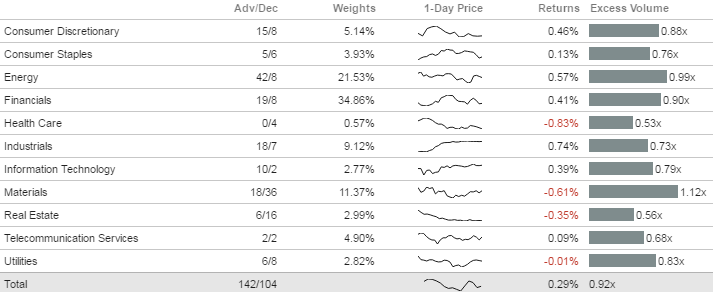 Adv/Dec Weights 1-Day Price Returns Excess Volume
Consumer Discretionary 15/8 5.14% 0.46% 0.88x
Consumer Staples 5/6 3.93% 0.13% 0.76x
Energy 42/8 21.53% 0.57% 0.99x
Financials 19/8 34.86% 0.41% 0.90x
Health Care 0/4 0.57% -0.83% 0.53x
Industrials 18/7 9.12% 0.74% 0.73x
Information Technology 10/2 2.77% 0.39% 0.79x
Materials 18/36 11.37% -0.61% 1.12x
Real Estate 6/16 2.99% -0.35% 0.56x
Telecommunication Services 2/2 4.90% 0.09% 0.68x
Utilities 6/8 2.82% -0.01% 0.83x
Total 142/104 0.29% 0.92x